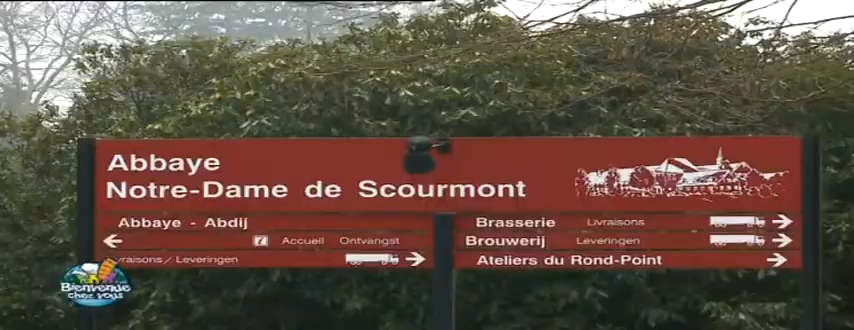 Abbaye
Notre-Dame de Scourmont
Abbaye - Abdij
i Accueil Ontvangst
Livraisons / Leveringen
Brasserie Livraisons
Brouwerij Leveringen
Ateliers du Rond-Point
Bienvenue
chez vous